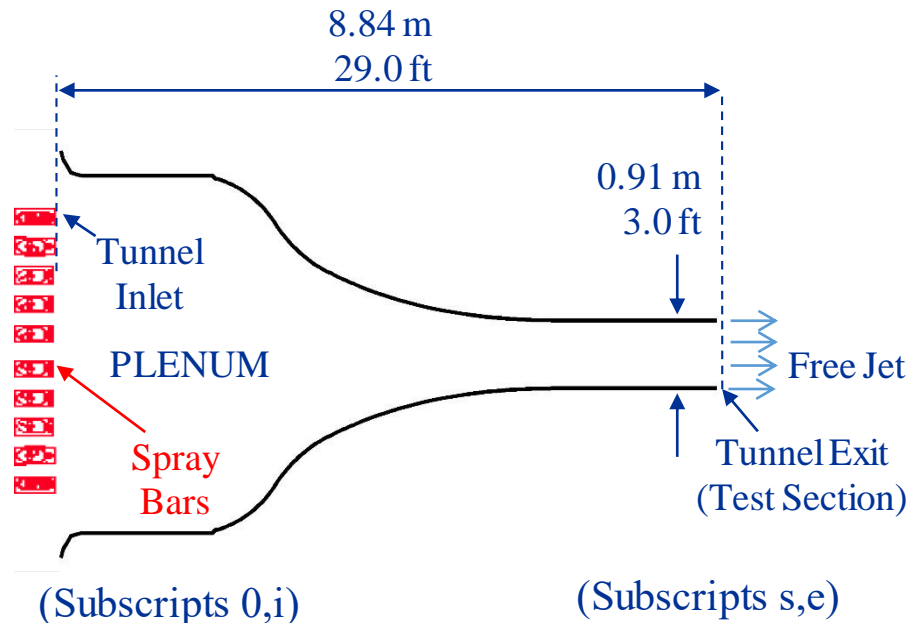 8.84 m
29.0 ft
0.91 m
3.0 ft
Tunnel
Inlet
PLENUM
Free Jet
Spray
Bars
Tunnel Exit
(Test Section)
(Subscripts 0,i)
(Subscripts s,e)